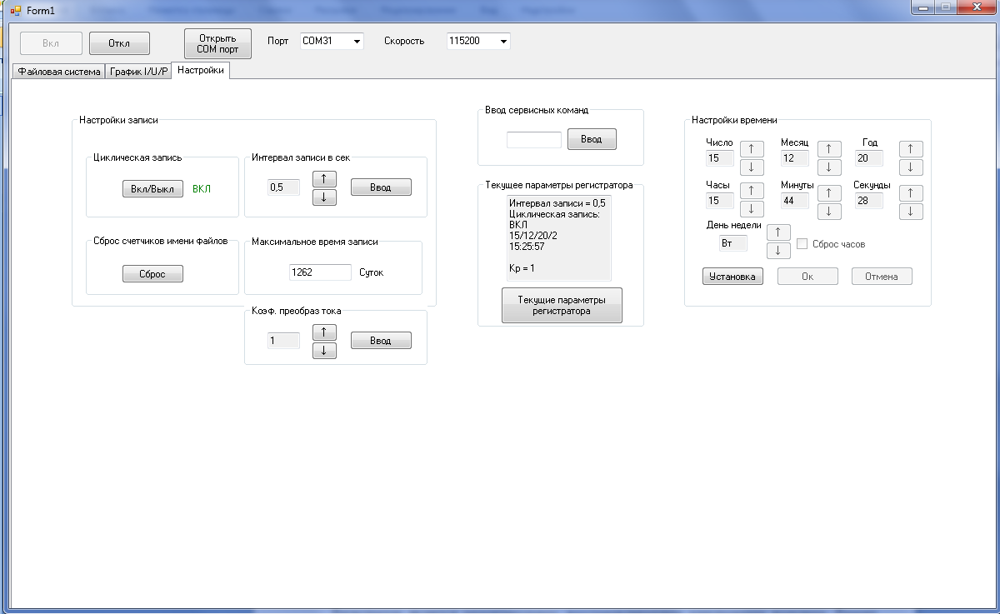 Form1
Вкл
Откл
Открыть
COM порт
Порт
COM31
Скорость
115200
Файловая система
График I/U/P
Настройки
Настройки записи
Циклическая запись
Вкл/Выкл
ВКЛ
Интервал записи в сек
0,5
↑
↓
Ввод
Сброс счетчиков имени файлов
Сброс
Максимальное время записи
1262
Суток
Коэф. преобраз тока
1
↑
↓
Ввод
Ввод сервисных команд
Ввод
Текущее параметры регистратора
Интервал записи = 0,5
Циклическая запись:
ВКЛ
15/12/20/2
15:25:57
Кр = 1
Текущие параметры
регистратора
Настройки времени
Число
Месяц
Год
15
↑
↓
12
↑
↓
20
↑
↓
Часы
Минуты
Секунды
15
↑
↓
44
↑
↓
28
↑
↓
День недели
Вт
↑
↓
Сброс часов
Установка
Ок
Отмена